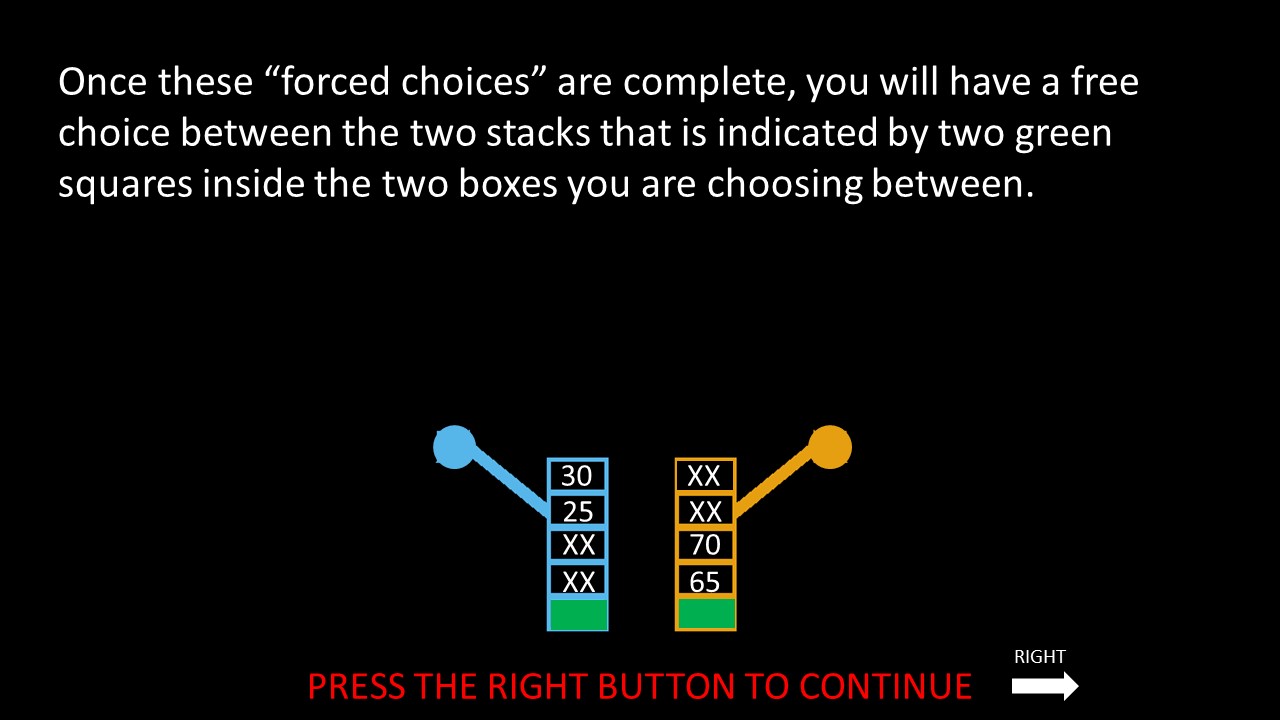 Once these “forced choices” are complete, you will have a free
choice between the two stacks that is indicated by two green
squares inside the two boxes you are choosing between.
30 XX
25 XX
XX 70
XX 65
RIGHT
PRESS THE RIGHT BUTTON TO CONTINUE